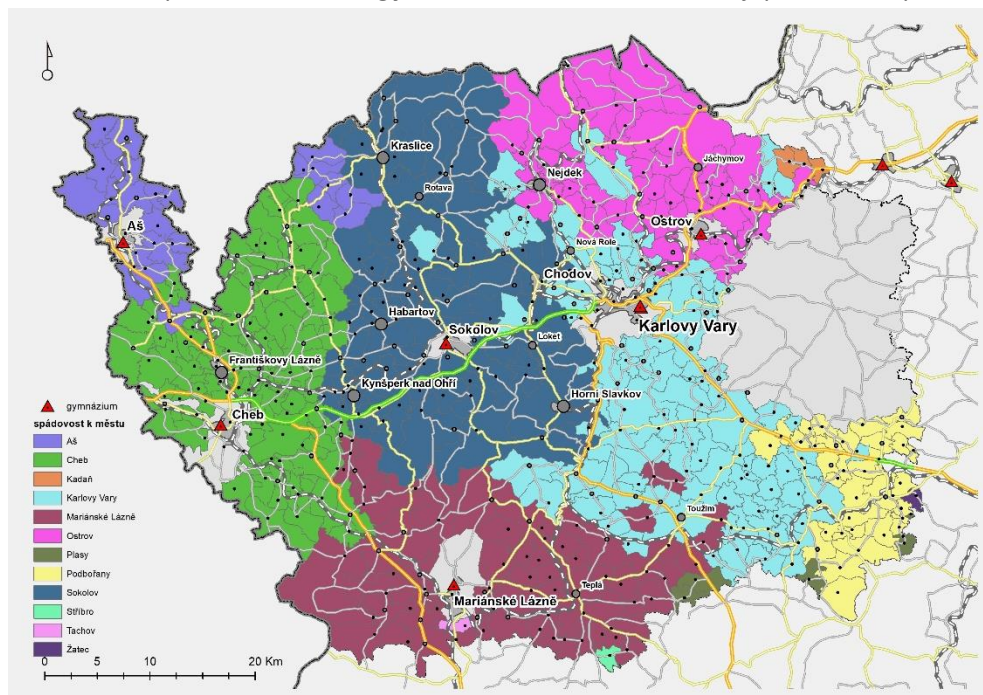 Kraslice
Rotava
Nejdek
Jáchymov
Aš
Ostrov
Nová Role
Chodov
Karlovy Vary
Habartov
Sokolov
Loket
Františkovy Lázně
Kynšperk nad Ohří
Horní Slavkov
Cheb
Toužim
Teplá
Mariánské Lázně
gymnázium
spádovost k městu
Aš
Cheb
Kadaň
Karlovy Vary
Mariánské Lázně
Ostrov
Plasy
Podbořany
Sokolov
Stříbro
Tachov
Žatec
0 5 10 20 Km